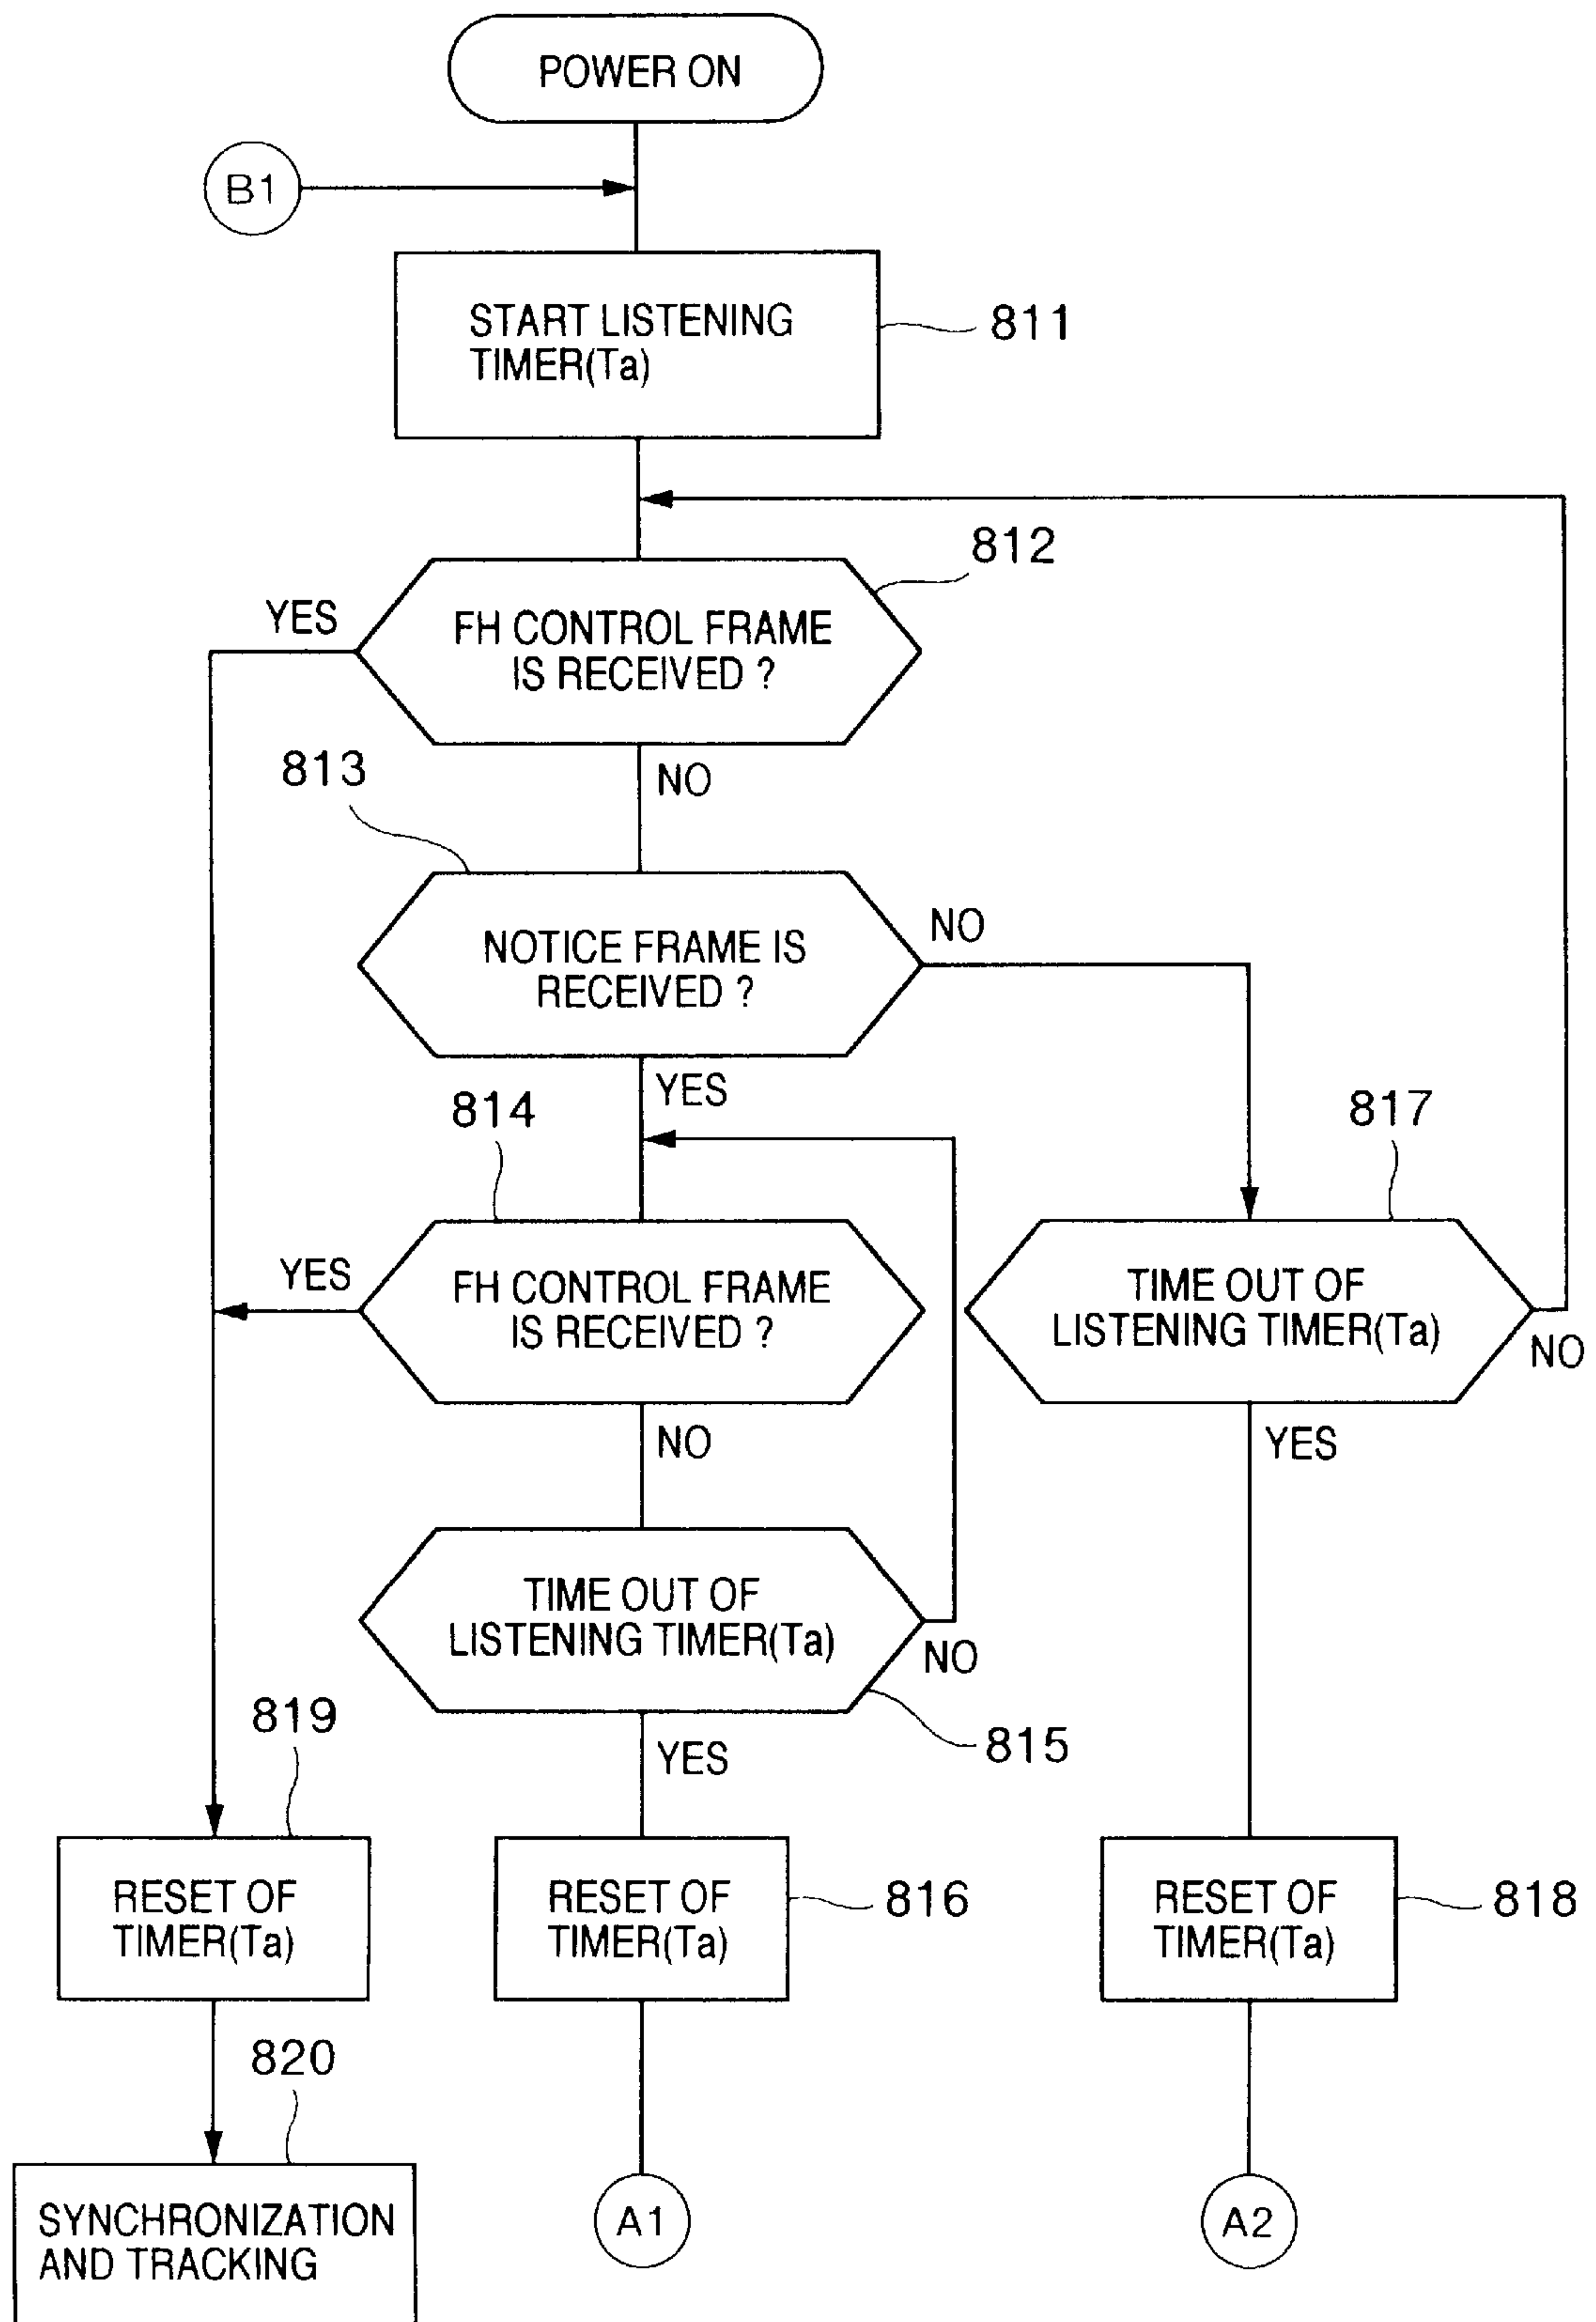 POWER ON
B1
START LISTENING
TIMER(Ta)
811
812
YES
FH CONTROL FRAME
IS RECEIVED ?
NO
813
NOTICE FRAME IS
RECEIVED ?
NO
YES
814
817
YES
FH CONTROL FRAME
IS RECEIVED ?
TIME OUT OF
LISTENING TIMER(Ta)
NO
NO
YES
TIME OUT OF
LISTENING TIMER(Ta)
NO
815
YES
819
RESET OF
TIMER(Ta)
RESET OF
TIMER(Ta)
816
RESET OF
TIMER(Ta)
818
820
SYNCHRONIZATION
AND TRACKING
A1
A2